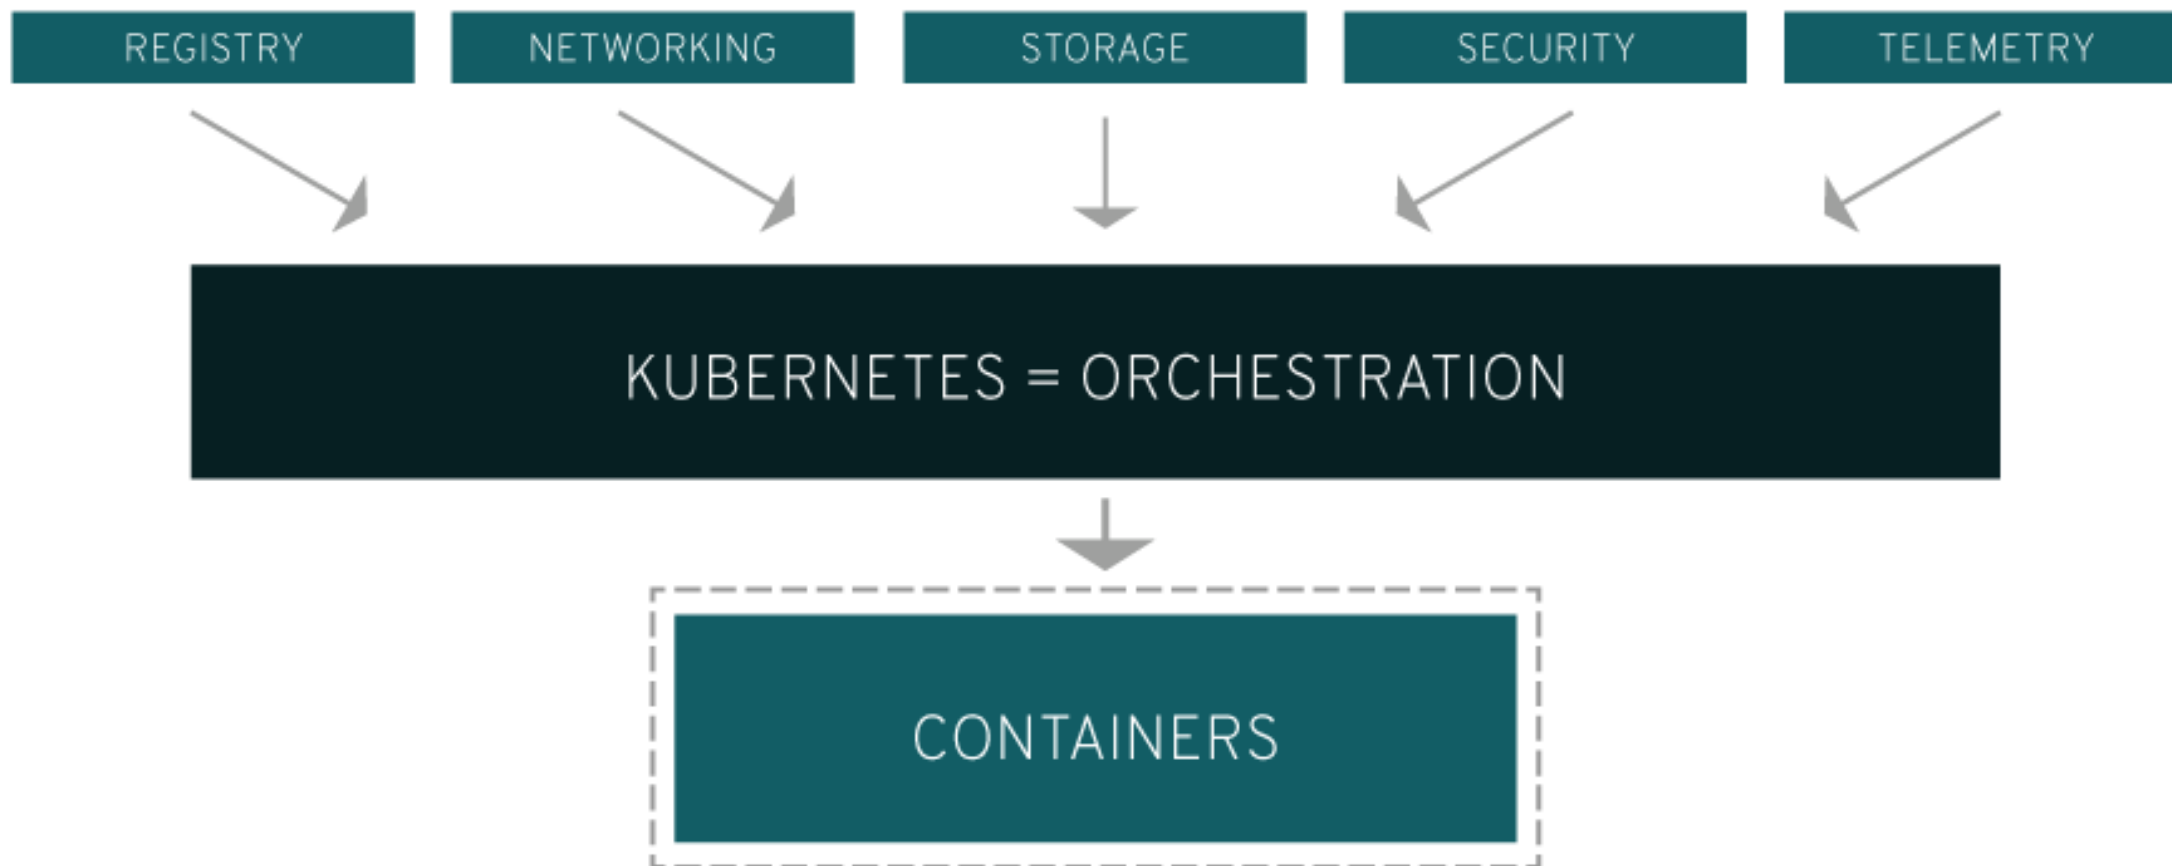 REGISTRY
NETWORKING
STORAGE
SECURITY
TELEMETRY
KUBERNETES = ORCHESTRATION
CONTAINERS